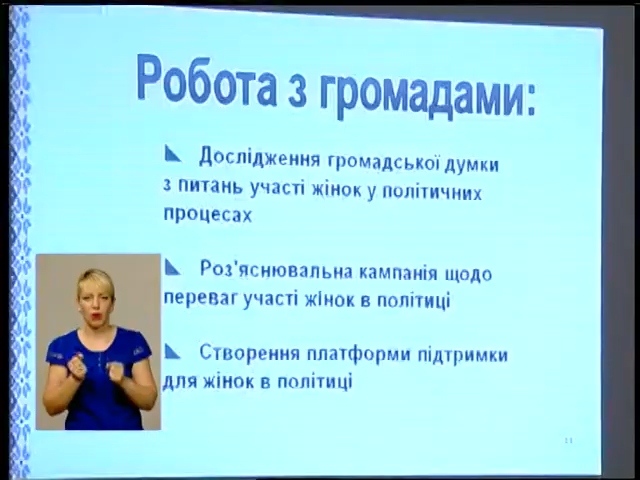 Робота з громадами:
Дослідження громадської думки
з питань участі жінок у політичних
процесах
Роз'яснювальна кампанія щодо
переваг участі жінок в політиці
Створення платформи підтримки
для жінок в політиці
11